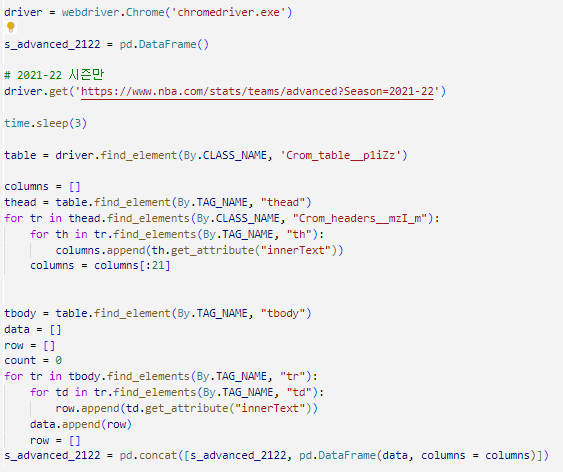 driver = webdriver.Chrome('chromedriver.exe')
s_advanced_2122 = pd.DataFrame()
# 2021-22 시즌만
driver.get('https://www.nba.com/stats/teams/advanced?Season=2021-22')
time.sleep(3)
table = driver.find_element(By.CLASS_NAME, 'Crom_table__p1iZz')
columns = []
thead = table.find_element(By.TAG_NAME, "thead")
for tr in thead.find_elements(By.CLASS_NAME, "Crom_headers__mzI_m"):
    for th in tr.find_elements(By.TAG_NAME, "th"):
        columns.append(th.get_attribute("innerText"))
    columns = columns[:21]
tbody = table.find_element(By.TAG_NAME, "tbody")
data = []
row = []
count = 0
for tr in tbody.find_elements(By.TAG_NAME, "tr"):
    for td in tr.find_elements(By.TAG_NAME, "td"):
        row.append(td.get_attribute("innerText"))
    data.append(row)
    row = []
s_advanced_2122 = pd.concat([s_advanced_2122, pd.DataFrame(data, columns = columns)])